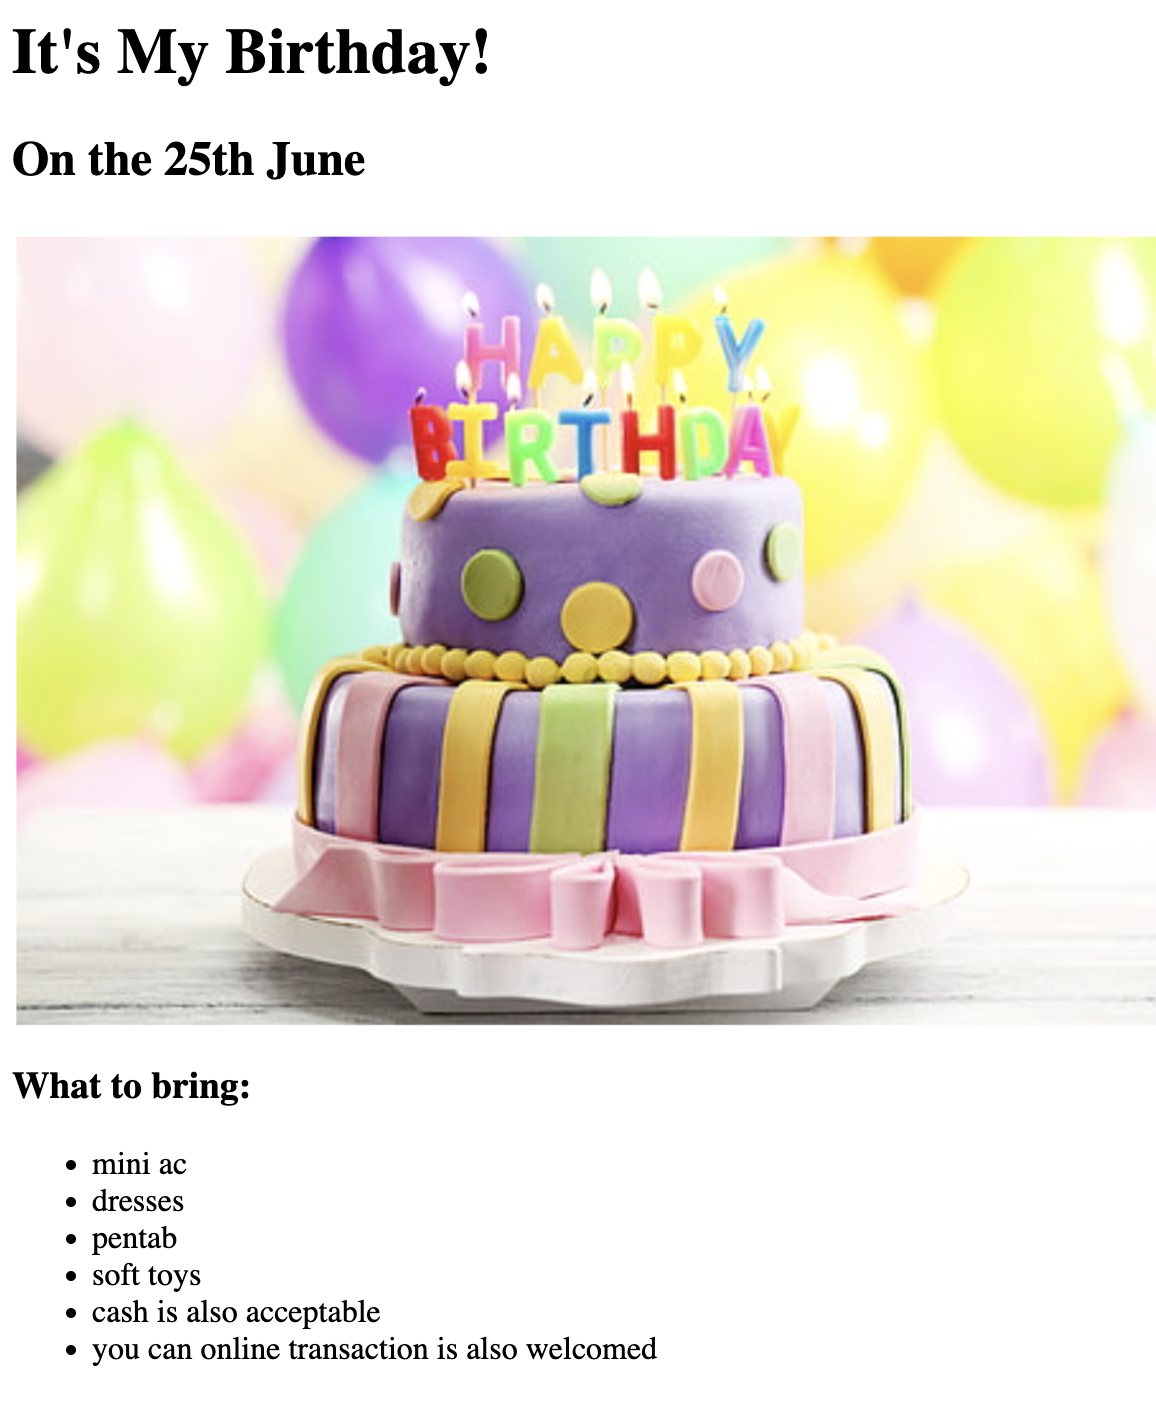 It's My Birthday!
On the 25th June
HAPPY
BIRTHDAY
What to bring:
mini ac
dresses
pentab
soft toys
cash is also acceptable
you can online transaction is also welcomed